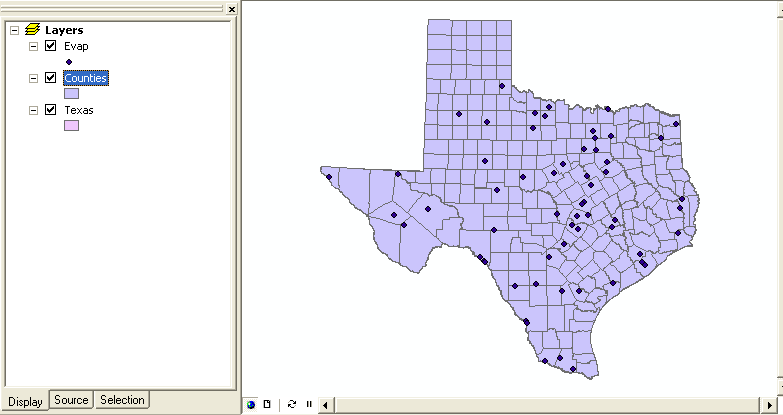 Layers
Evap
Counties
Texas
Display Source Selection